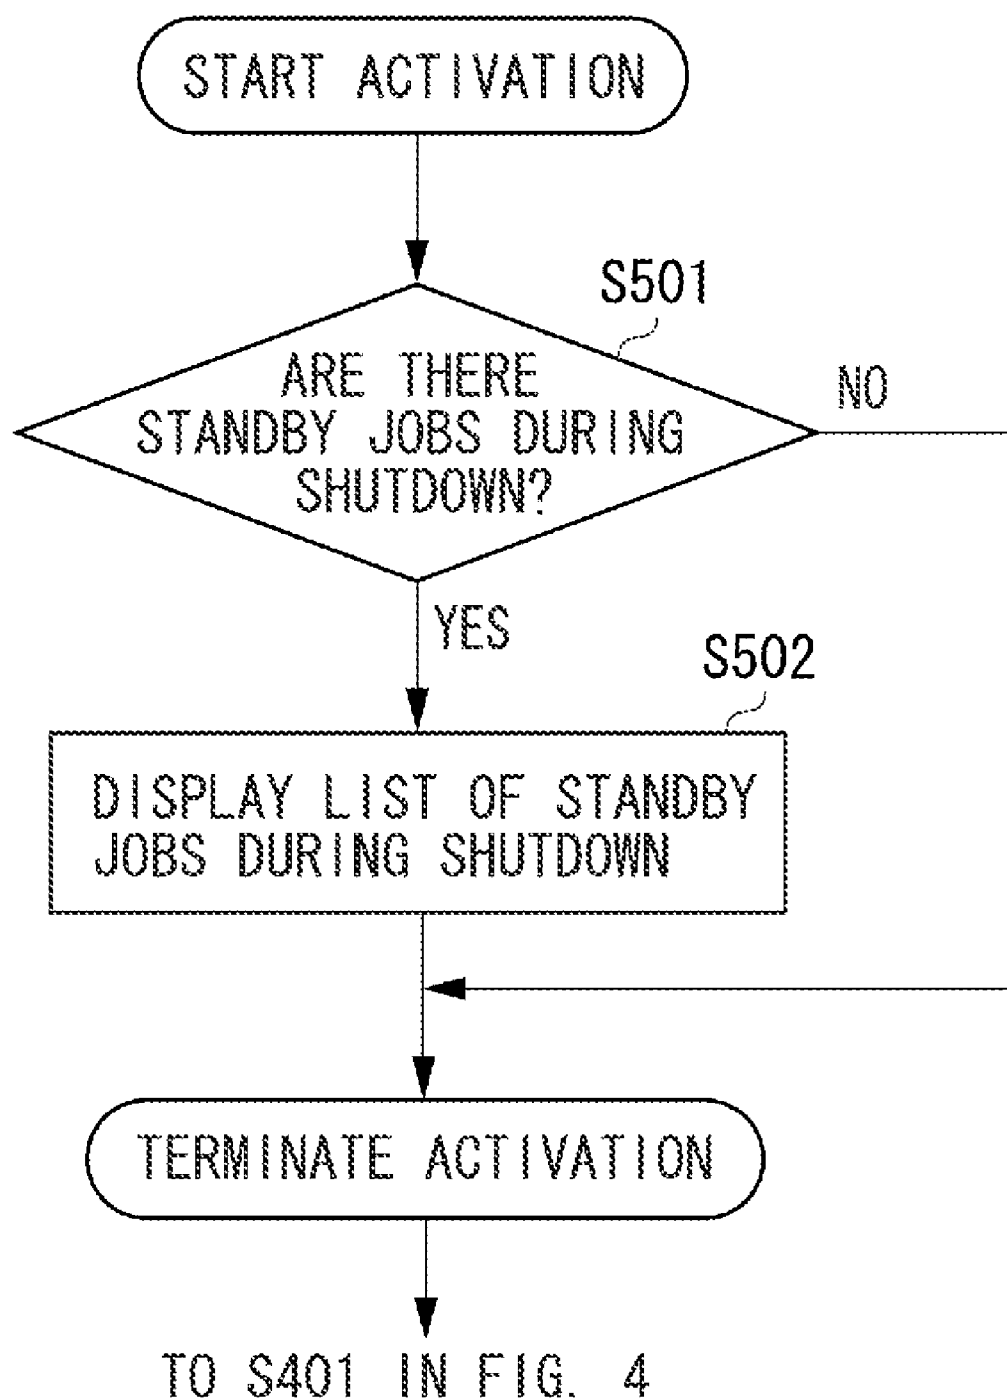 START ACTIVATION
S501
ARE THERE
STANDBY JOBS DURING
SHUTDOWN?
NO
YES
S502
DISPLAY LIST OF STANDBY
JOBS DURING SHUTDOWN
TERMINATE ACTIVATION
TO S401 IN FIG. 4